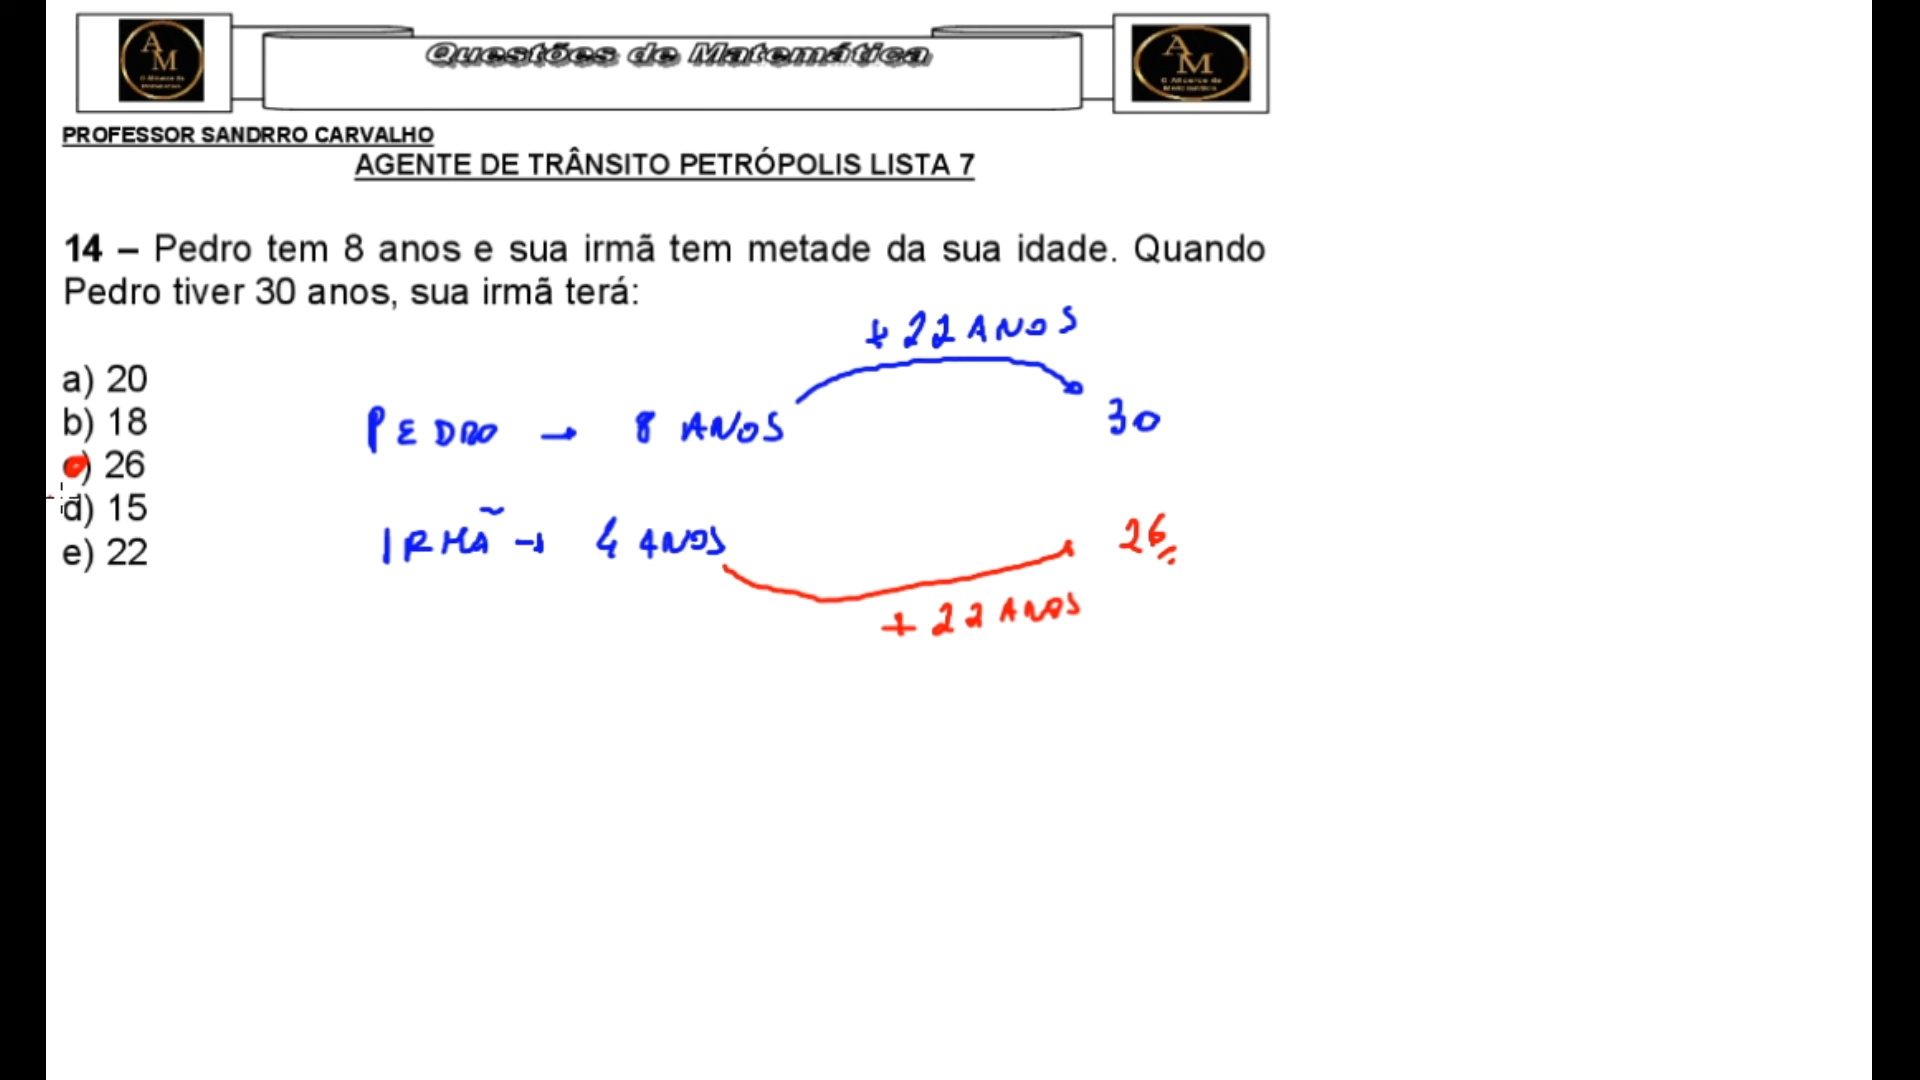 Questões de Matemática
A
M
A
M
PROFESSOR SANDRRO CARVALHO
AGENTE DE TRÂNSITO PETRÓPOLIS LISTA 7
14 – Pedro tem 8 anos e sua irmã tem metade da sua idade. Quando
Pedro tiver 30 anos, sua irmã terá:
a) 20
b) 18
) 26
d) 15
e) 22
+ 22 ANOS
PEDRO → 8 ANOS 30
IRMÃ → 4 ANOS 26
+ 22 ANOS